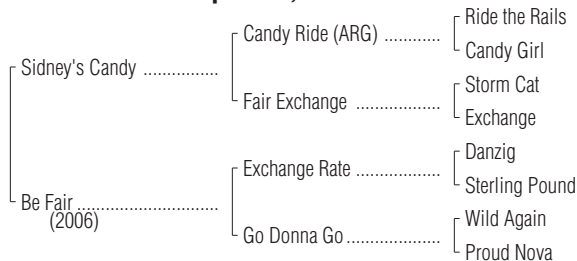 Ride the Rails
Candy Ride (ARG) ............
Candy Girl
Sidney's Candy ................
Storm Cat
Fair Exchange ..................
Exchange
Danzig
Exchange Rate ..................
Sterling Pound
Be Fair ..............................
(2006)
Wild Again
Go Donna Go ....................
Proud Nova